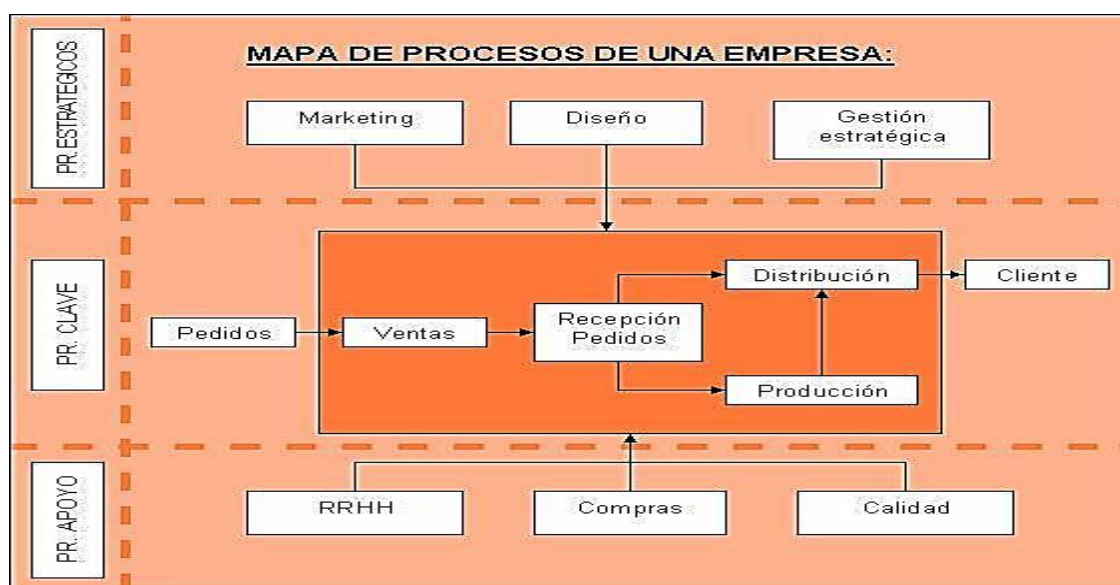 PR.ESTRATEGICOS
MAPA DE PROCESOS DE UNA EMPRESA:
Marketing
Diseño
Gestión
estratégica
PR. CLAVE
Pedidos
Ventas
Recepción
Pedidos
Distribución
Cliente
Producción
PR. APOYO
RRHH
Compras
Calidad